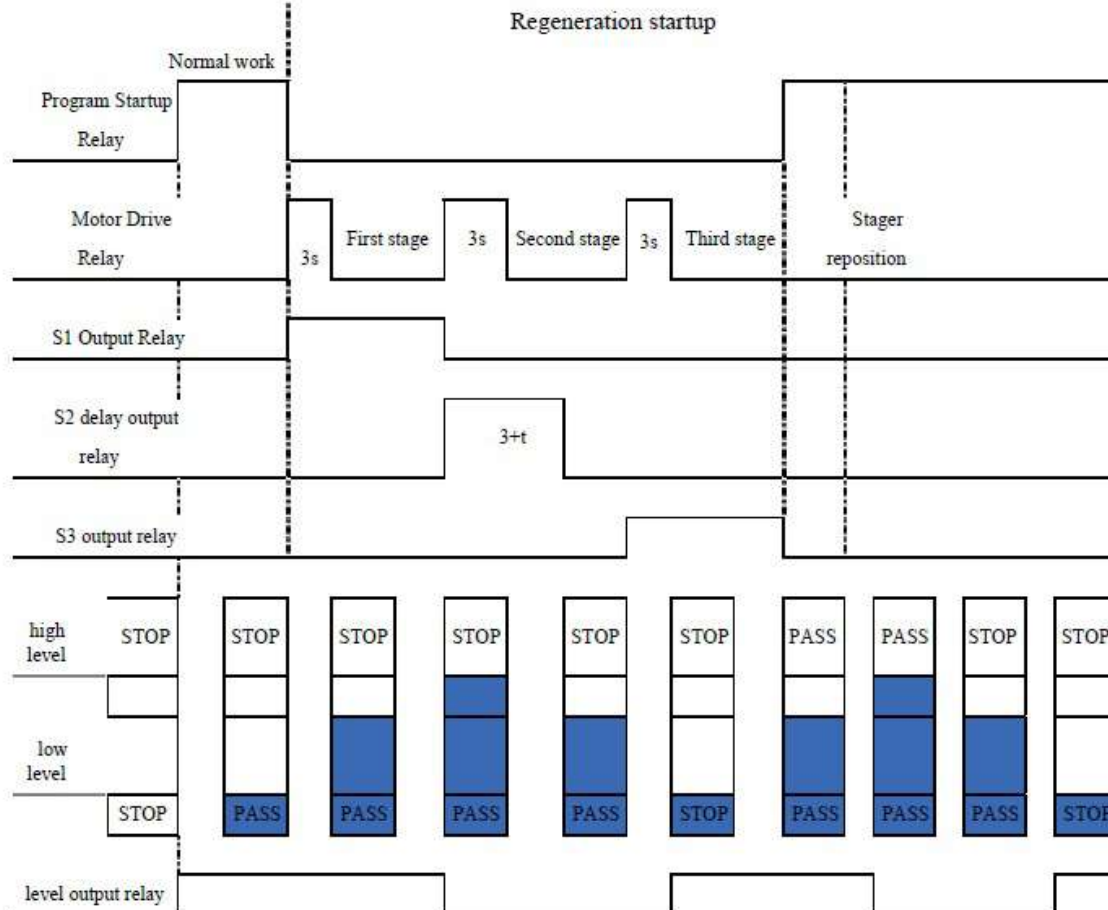 Regeneration startup
Normal work
Program Startup
Relay
Motor Drive
Relay
3s
First stage
3s
Second stage
3s
Third stage
Stager
reposition
S1 Output Relay
S2 delay output
relay
3+t
S3 output relay
high
level
STOP STOP STOP STOP STOP STOP PASS PASS STOP STOP
low
level
STOP PASS PASS PASS PASS STOP PASS PASS PASS STOP
level output relay